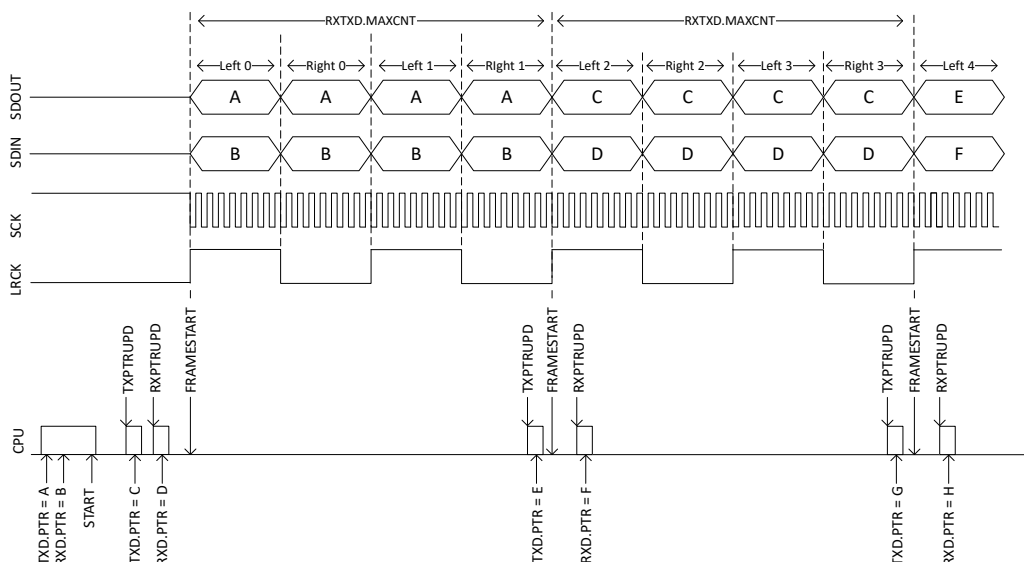 RXTXD.MAXCNT RXTXD.MAXCNT
Left 0 Right 0 Left 1 RIght 1 Left 2 Right 2 Left 3 Right 3 Left 4
SDOUT A A A A C C C C E
SDIN B B B B D D D D F
SCK
LRCK
TXPTRUPD RXPTRUPD FRAMESTART TXPTRUPD FRAMESTART RXPTRUPD TXPTRUPD FRAMESTART RXPTRUPD
CPU
TXD.PTR = A RXD.PTR = B START TXD.PTR = C RXD.PTR = D TXD.PTR = E RXD.PTR = F TXD.PTR = G RXD.PTR = H